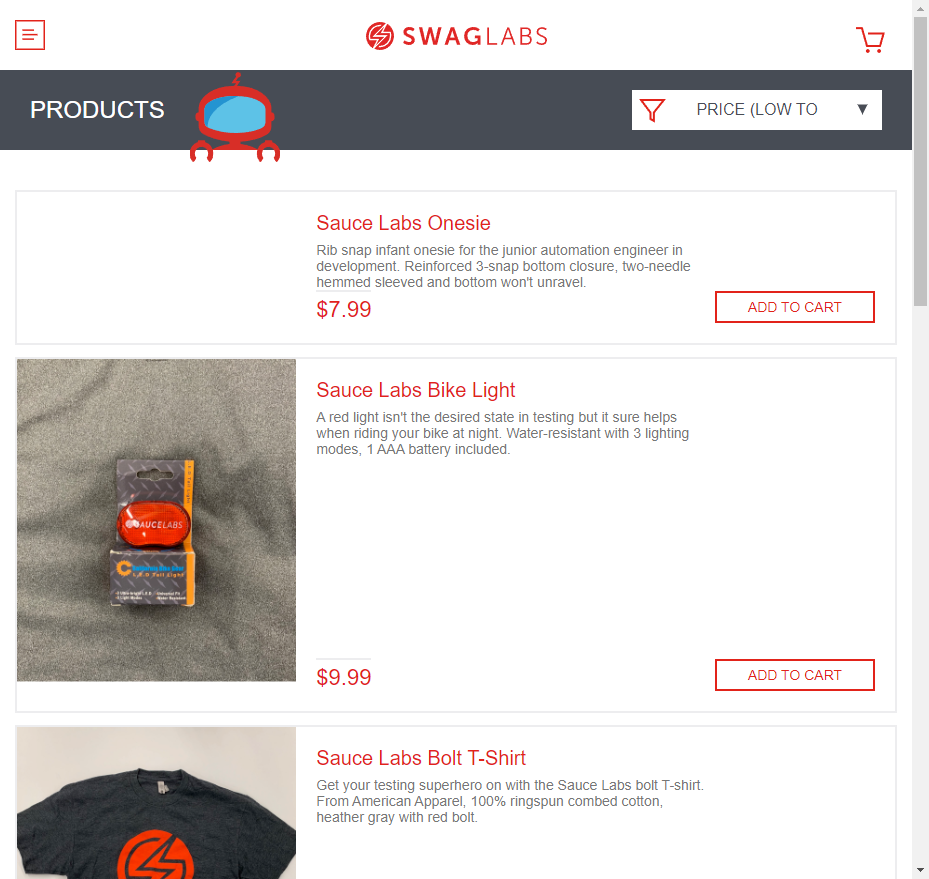 SWAGLABS
PRODUCTS
PRICE (LOW TO
Sauce Labs Onesie
Rib snap infant onesie for the junior automation engineer in
development. Reinforced 3-snap bottom closure, two-needle
hemmed sleeved and bottom won't unravel.
$7.99
ADD TO CART
Sauce Labs Bike Light
A red light isn't the desired state in testing but it sure helps
when riding your bike at night. Water-resistant with 3 lighting
modes, 1 AAA battery included.
SAUCELABS
L.E.D Tail Light
$9.99
ADD TO CART
Sauce Labs Bolt T-Shirt
Get your testing superhero on with the Sauce Labs bolt T-shirt.
From American Apparel, 100% ringspun combed cotton,
heather gray with red bolt.